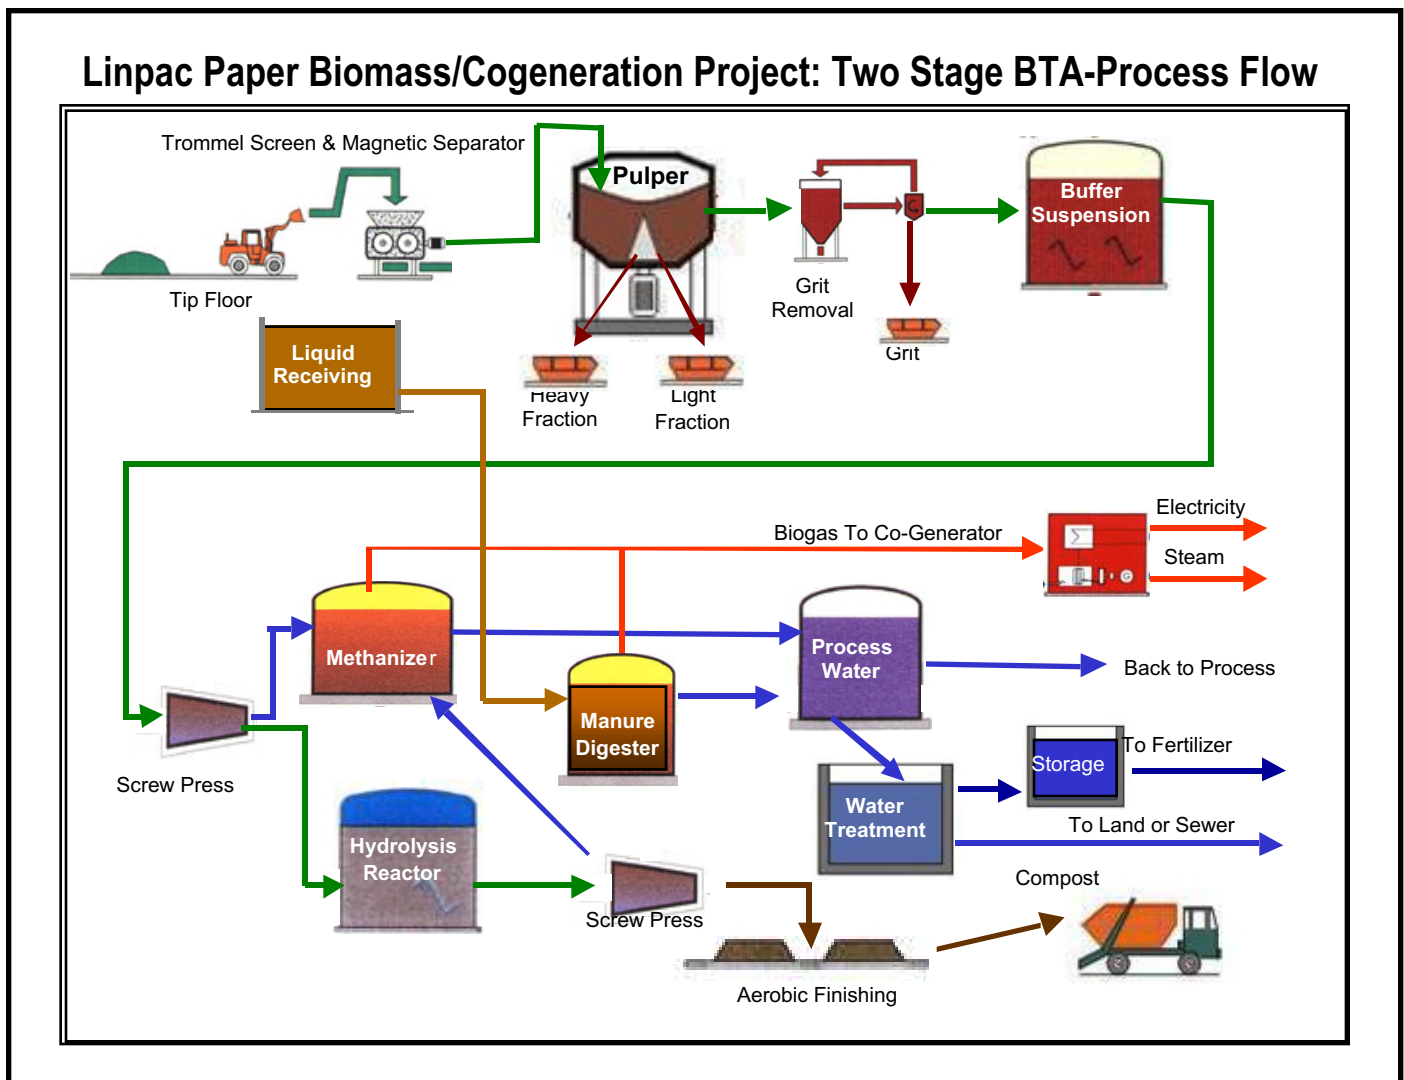 Linpac Paper Biomass/Cogeneration Project: Two Stage BTA-Process Flow
Trommel Screen & Magnetic Separator
Pulper
Buffer
Suspension
Tip Floor
Grit
Removal
Grit
Liquid
Receiving
Heavy
Fraction
Light
Fraction
Electricity
Biogas To Co-Generator
Steam
G
Methanizer
Process
Water
Back to Process
Manure
Digester
To Fertilizer
Storage
Screw Press
Water
Treatment
To Land or Sewer
Hydrolysis
Reactor
Compost
Screw Press
Aerobic Finishing